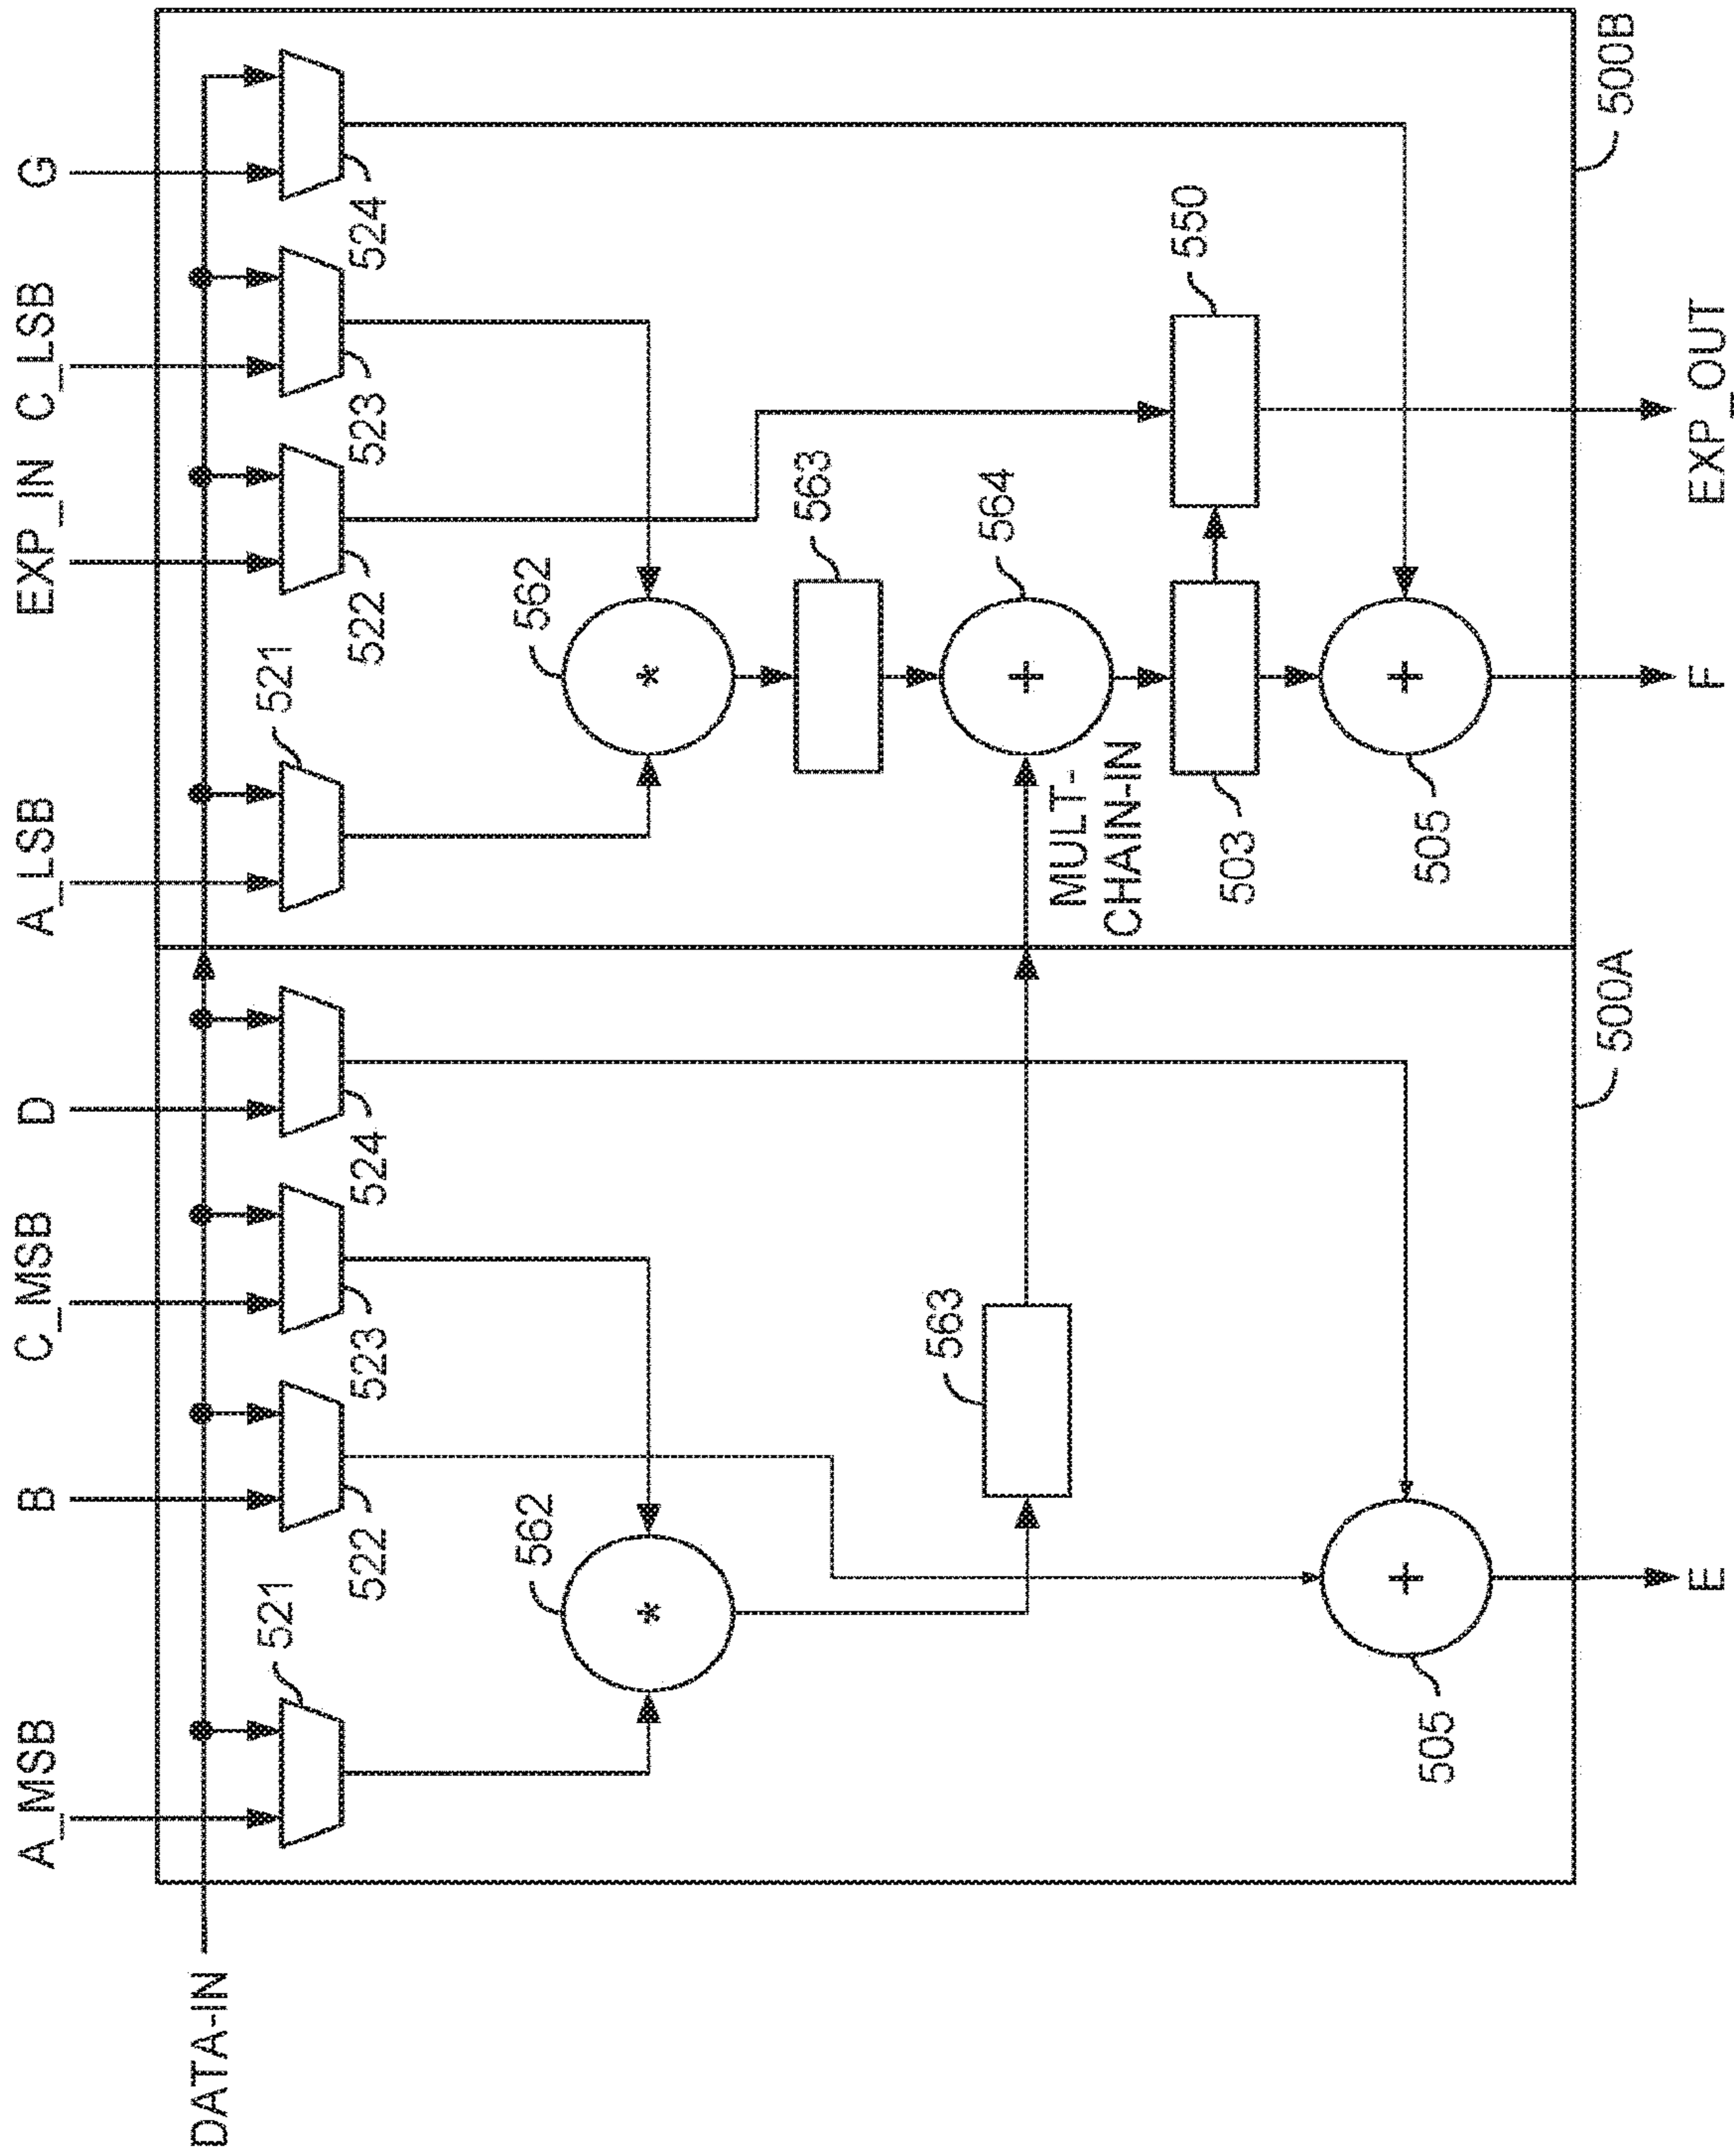 A_MSB
B
C_MSB
D
A_LSB
EXP_IN
C_LSB
G
DATA-IN
521
521
522
523
524
522
523
524
562
562
563
563
564
MULT-
CHAIN-IN
550
503
505
505
500A
500B
E
F
EXP_OUT